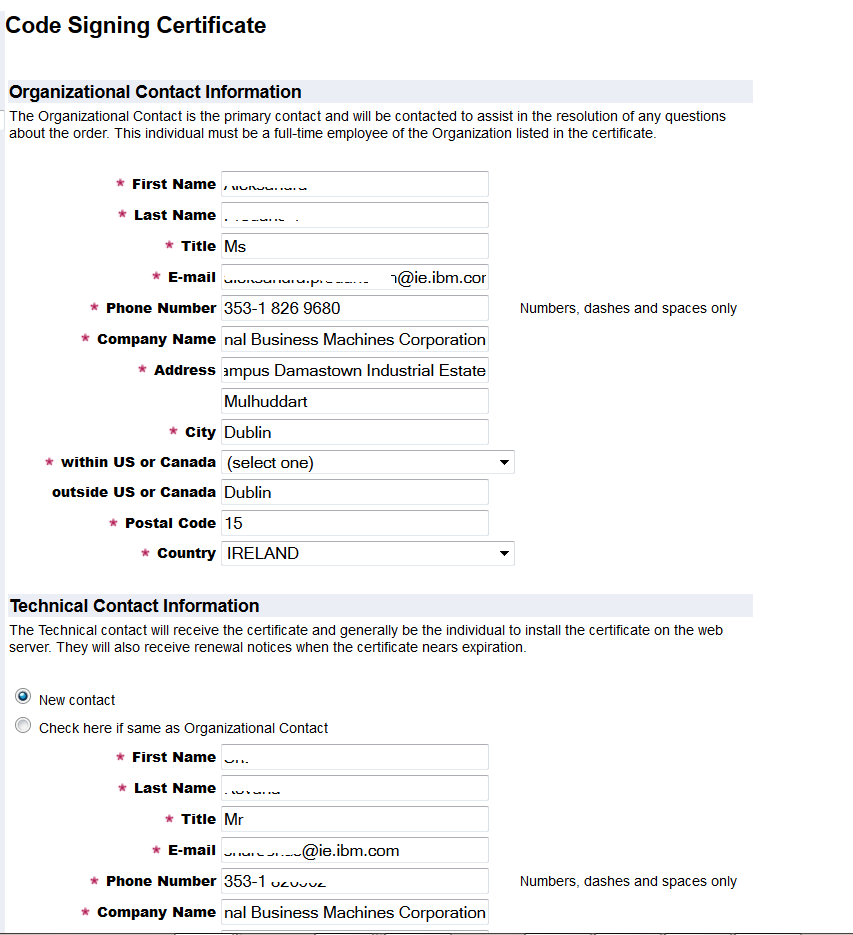 Code Signing Certificate
Organizational Contact Information
The Organizational Contact is the primary contact and will be contacted to assist in the resolution of any questions
about the order. This individual must be a full-time employee of the Organization listed in the certificate.
* First Name
* Last Name
* Title Ms
* E-mail @ie.ibm.cor
* Phone Number 353-1 826 9680 Numbers, dashes and spaces only
* Company Name nal Business Machines Corporation
* Address ampus Damastown Industrial Estate
Mulhuddart
* City Dublin
* within US or Canada (select one)
outside US or Canada Dublin
* Postal Code 15
* Country IRELAND
Technical Contact Information
The Technical contact will receive the certificate and generally be the individual to install the certificate on the web
server. They will also receive renewal notices when the certificate nears expiration.
New contact
Check here if same as Organizational Contact
* First Name
* Last Name
* Title Mr
* E-mail @ie.ibm.com
* Phone Number 353-1 Numbers, dashes and spaces only
* Company Name nal Business Machines Corporation